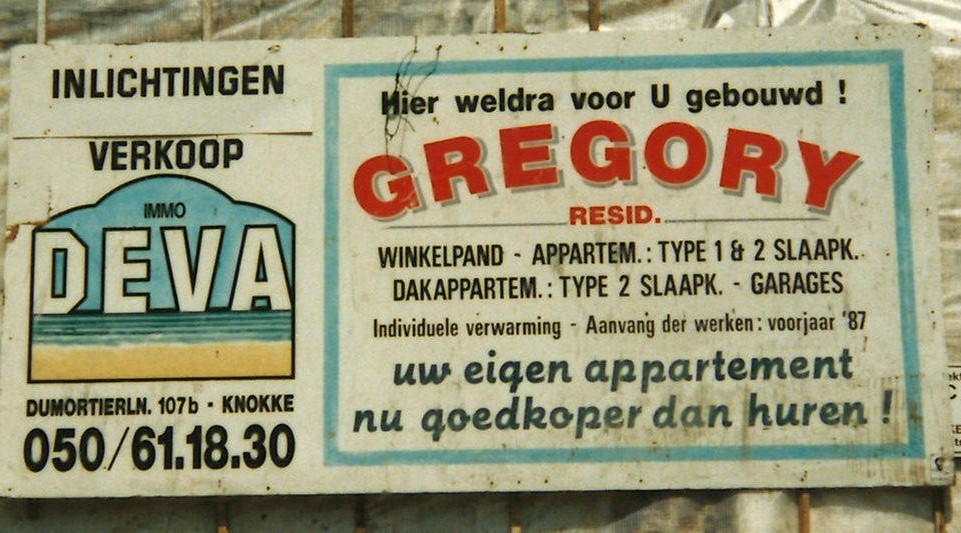 INLICHTINGEN
VERKOOP
IMMO
DEVA
DUMORTIERLN. 107b - KNOKKE
050/61.18.30
Hier weldra voor U gebouwd !
GREGORY
RESID.
WINKELPAND - APPARTEM.: TYPE 1 & 2 SLAAPK.
DAKAPPARTEM.: TYPE 2 SLAAPK. - GARAGES
Individuele verwarming - Aanvang der werken: voorjaar '87
uw eigen appartement
nu goedkoper dan huren !